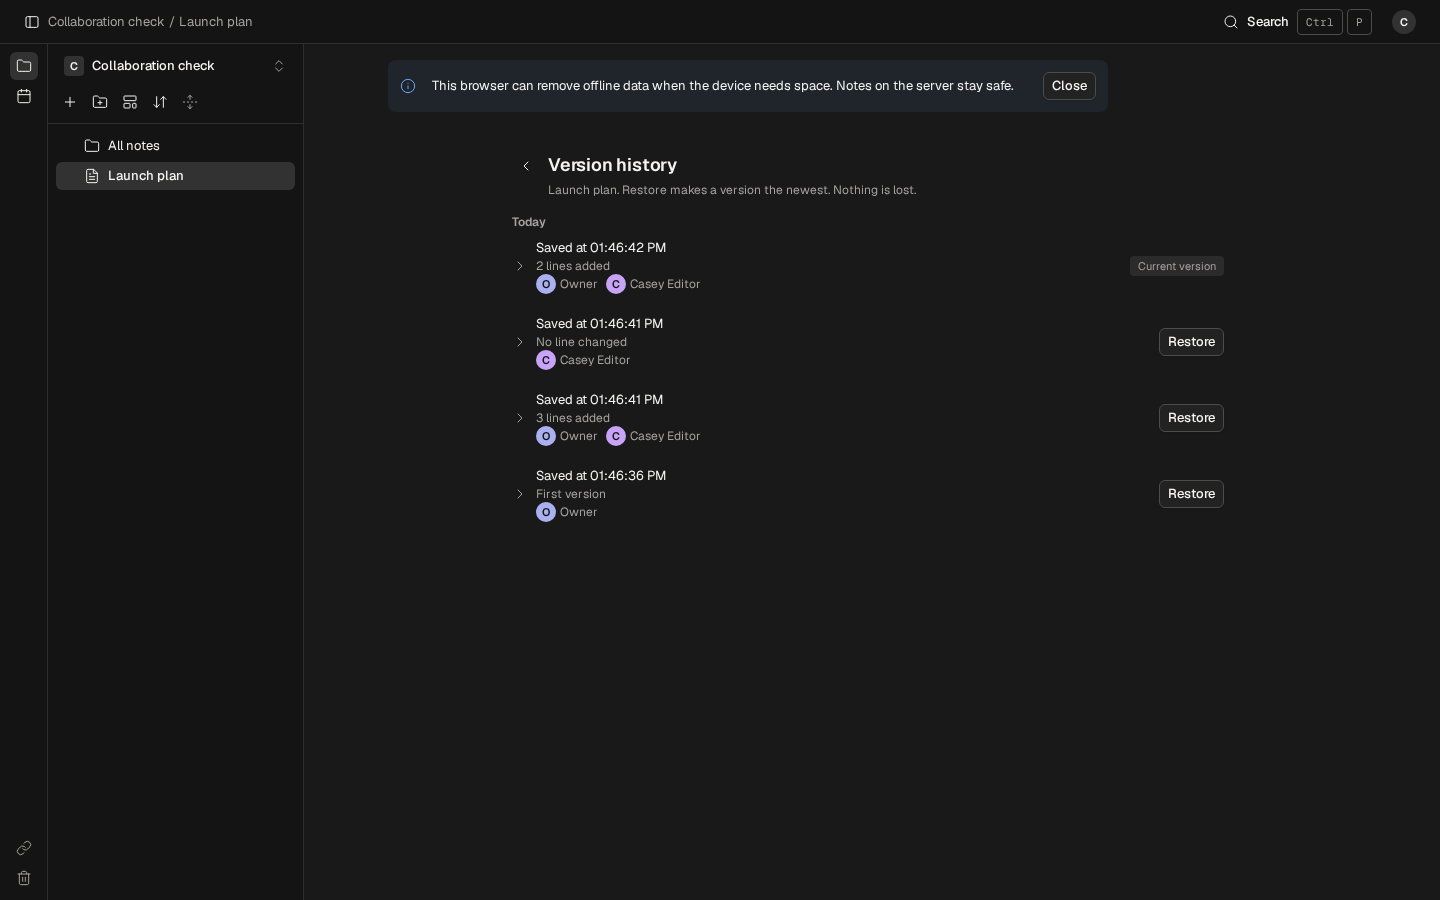 Collaboration check / Launch plan
Search Ctrl P C
C Collaboration check
This browser can remove offline data when the device needs space. Notes on the server stay safe. Close
All notes
Launch plan
Version history
Launch plan. Restore makes a version the newest. Nothing is lost.
Today
Saved at 01:46:42 PM
2 lines added
O Owner C Casey Editor
Current version
Saved at 01:46:41 PM
No line changed
C Casey Editor
Restore
Saved at 01:46:41 PM
3 lines added
O Owner C Casey Editor
Restore
Saved at 01:46:36 PM
First version
O Owner
Restore